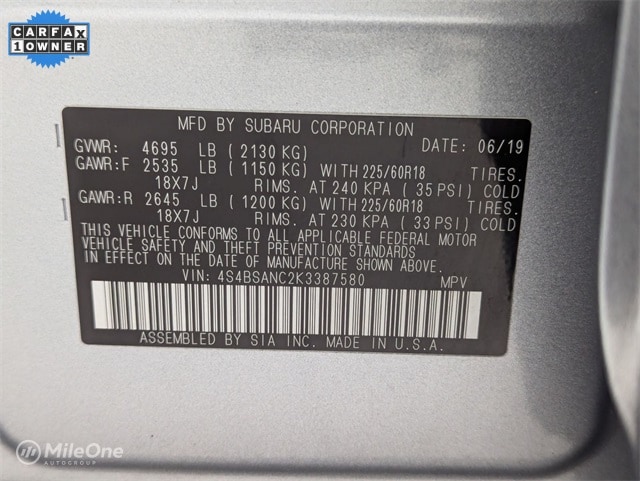 CARFAX
1 OWNER
MFD BY SUBARU CORPORATION DATE: 06/19
GVWR: 4695 LB ( 2130 KG)
GAWR:F 2535 LB ( 1150 KG) WITH 225/60R18 TIRES.
18X7J RIMS. AT 240 KPA ( 35 PSI) COLD
GAWR:R 2645 LB ( 1200 KG) WITH 225/60R18 TIRES.
18X7J RIMS. AT 230 KPA ( 33 PSI) COLD
THIS VEHICLE CONFORMS TO ALL APPLICABLE FEDERAL MOTOR
VEHICLE SAFETY AND THEFT PREVENTION STANDARDS
IN EFFECT ON THE DATE OF MANUFACTURE SHOWN ABOVE.
VIN: 4S4BSANC2K3387580 MPV
ASSEMBLED BY SIA INC. MADE IN U.S.A.
MileOne
AUTOGROUP